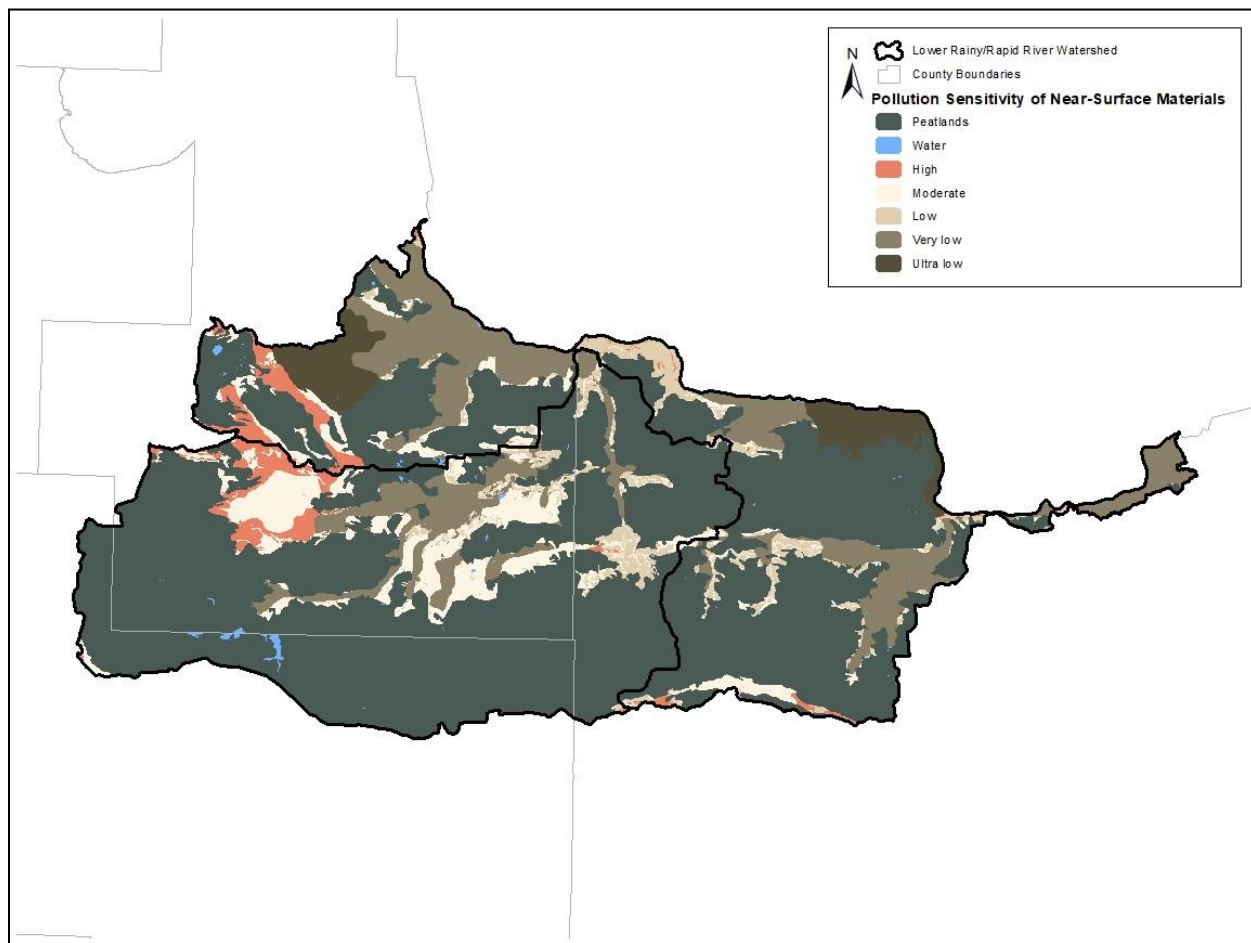 N
Lower Rainy/Rapid River Watershed
County Boundaries
Pollution Sensitivity of Near-Surface Materials
Peatlands
Water
High
Moderate
Low
Very low
Ultra low